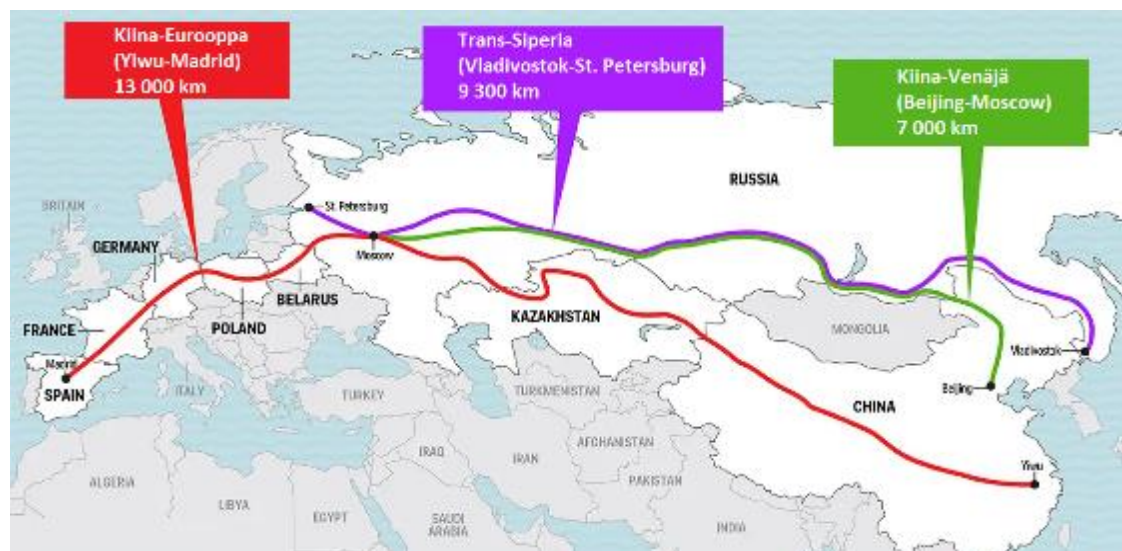 Kiina-Eurooppa
(Yiwu-Madrid)
13 000 km
Trans-Siperia
(Vladivostok-St. Petersburg)
9 300 km
Kiina-Venäjä
(Beijing-Moscow)
7 000 km
RUSSIA
BRITAIN
St. Petersburg
GERMANY
Moscow
BELARUS
KAZAKHSTAN
FRANCE
POLAND
MONGOLIA
Vladivostok
Madrid
SPAIN
ITALY
TURKEY
TURKMENISTAN
Beijing
CHINA
AFGHANISTAN
IRAQ
IRAN
Yiwu
ALGERIA
PAKISTAN
LIBYA
EGYPT
SAUDI
ARABIA
INDIA